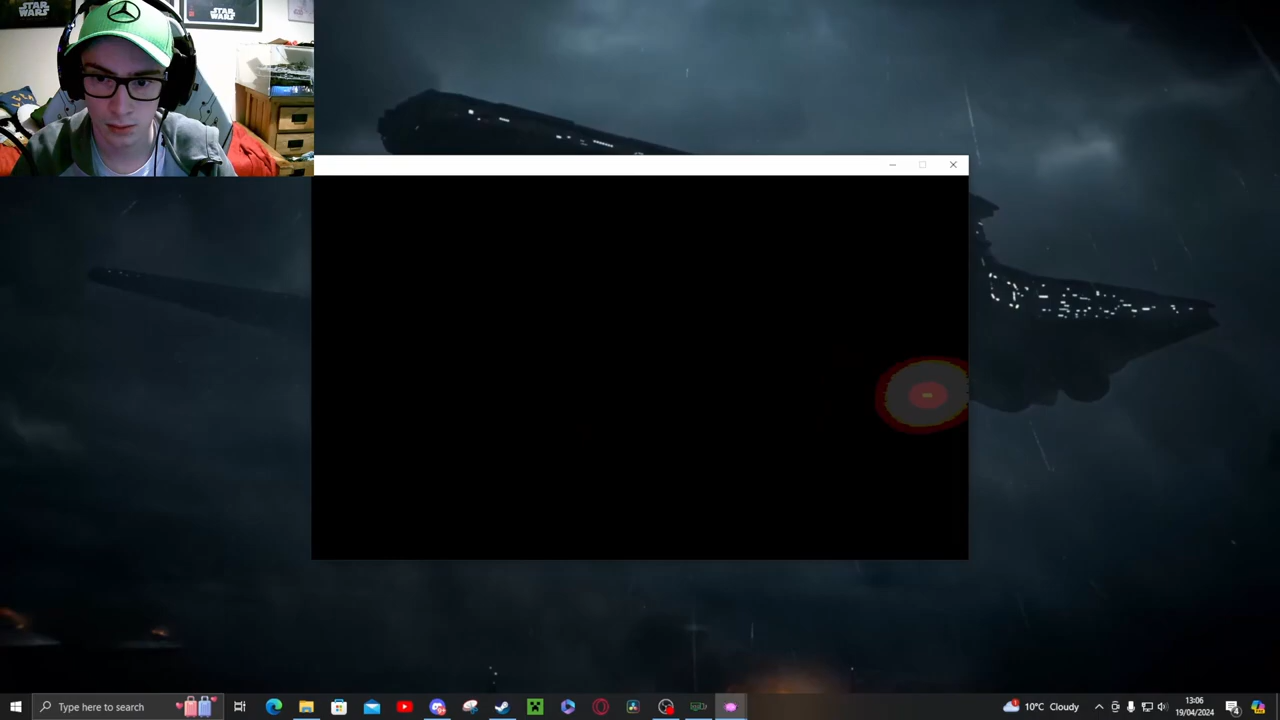 STAR
WARS
STAR
WARS
Type here to search
10°C Cloudy
13:06
19/04/2024